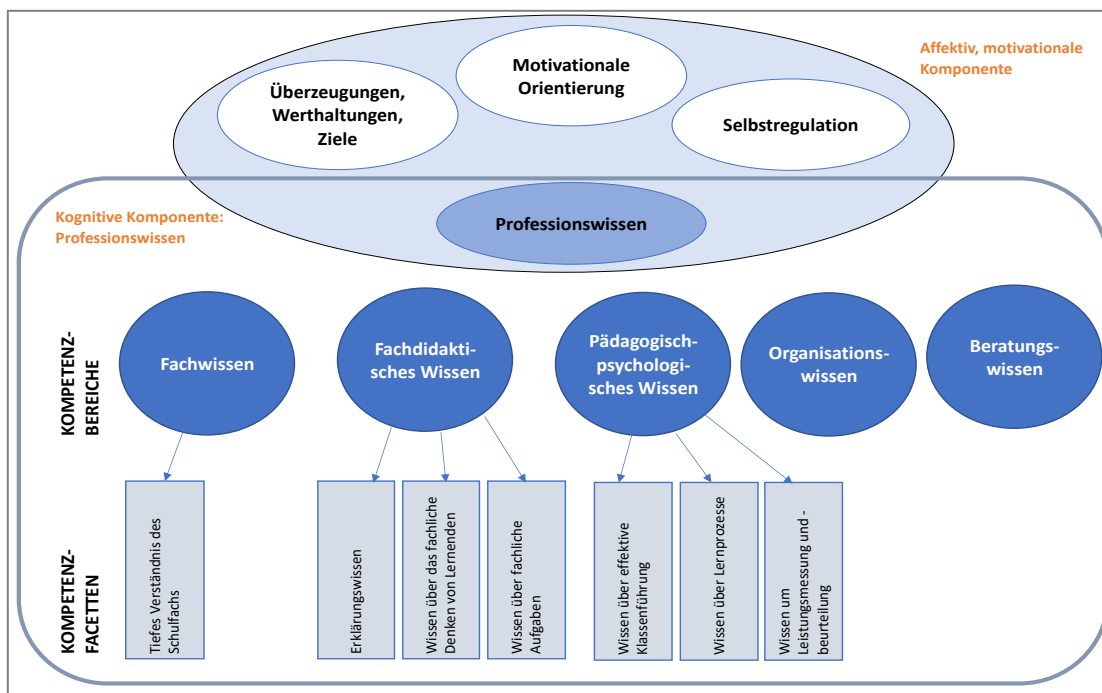 Affektiv, motivationale
Komponente
Motivationale
Orientierung
Überzeugungen,
Werthaltungen,
Ziele
Selbstregulation
Kognitive Komponente:
Professionswissen
Professionswissen
KOMPETENZ-
BEREICHE
Fachwissen
Fachdidakti-
sches Wissen
Pädagogisch-
psychologi-
sches Wissen
Organisations-
wissen
Beratungs-
wissen
KOMPETENZ-
FACETTEN
Tiefes Verständnis des
Schulfachs
Erklärungswissen
Wissen über das fachliche
Denken von Lernenden
Wissen über fachliche
Aufgaben
Wissen über effektive
Klassenführung
Wissen über Lernprozesse
Wissen um
Leistungsmessung und -
beurteilung